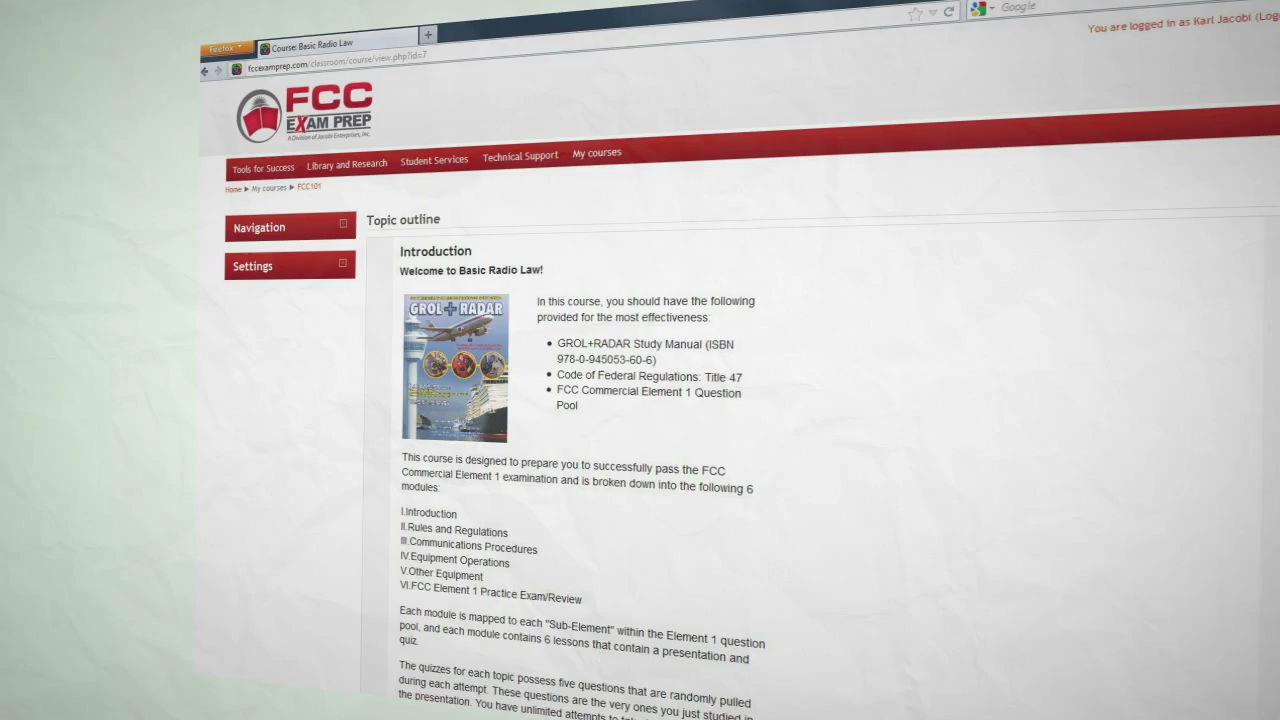 Firefox
Course: Basic Radio Law
+
fccexamprep.com/classroom/course/view.php?id=7
Google
You are logged in as Karl Jacobi (Log
FCC
EXAM PREP
A Division of Jacobi Enterprises, Inc.
Tools for Success Library and Research Student Services Technical Support My courses
Home ► My courses ► FCC101
Navigation
Settings
Topic outline
Introduction
Welcome to Basic Radio Law!
GROL+RADAR
In this course, you should have the following
provided for the most effectiveness:
• GROL+RADAR Study Manual (ISBN
978-0-945053-60-6)
• Code of Federal Regulations: Title 47
• FCC Commercial Element 1 Question
Pool
This course is designed to prepare you to successfully pass the FCC
Commercial Element 1 examination and is broken down into the following 6
modules:
I.Introduction
II.Rules and Regulations
III.Communications Procedures
IV.Equipment Operations
V.Other Equipment
VI.FCC Element 1 Practice Exam/Review
Each module is mapped to each "Sub-Element" within the Element 1 question
pool, and each module contains 6 lessons that contain a presentation and
quiz.
The quizzes for each topic possess five questions that are randomly pulled
during each attempt. These questions are the very ones you just studied in
the presentation. You have unlimited attempts to